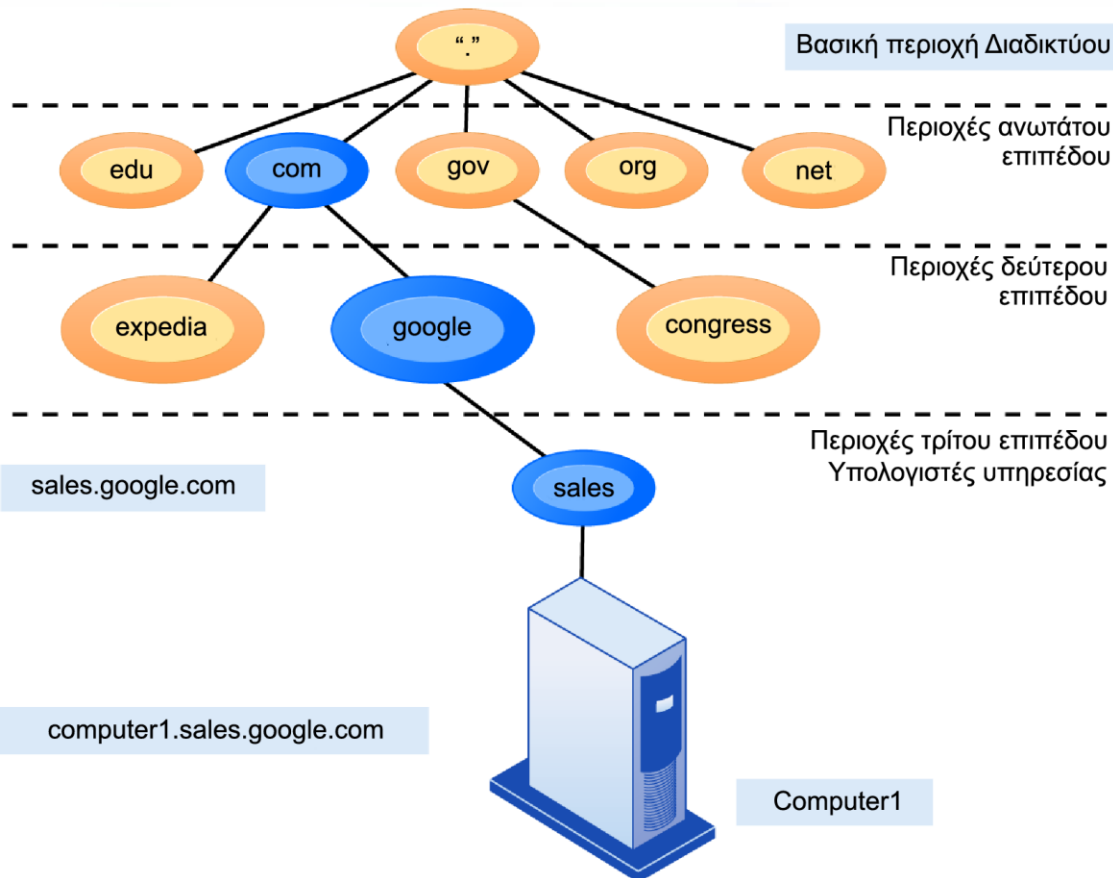 “.”
Βασική περιοχή Διαδικτύου
Περιοχές ανωτάτου
επιπέδου
edu
com
gov
org
net
Περιοχές δεύτερου
επιπέδου
expedia
google
congress
Περιοχές τρίτου επιπέδου
Υπολογιστές υπηρεσίας
sales.google.com
sales
computer1.sales.google.com
Computer1